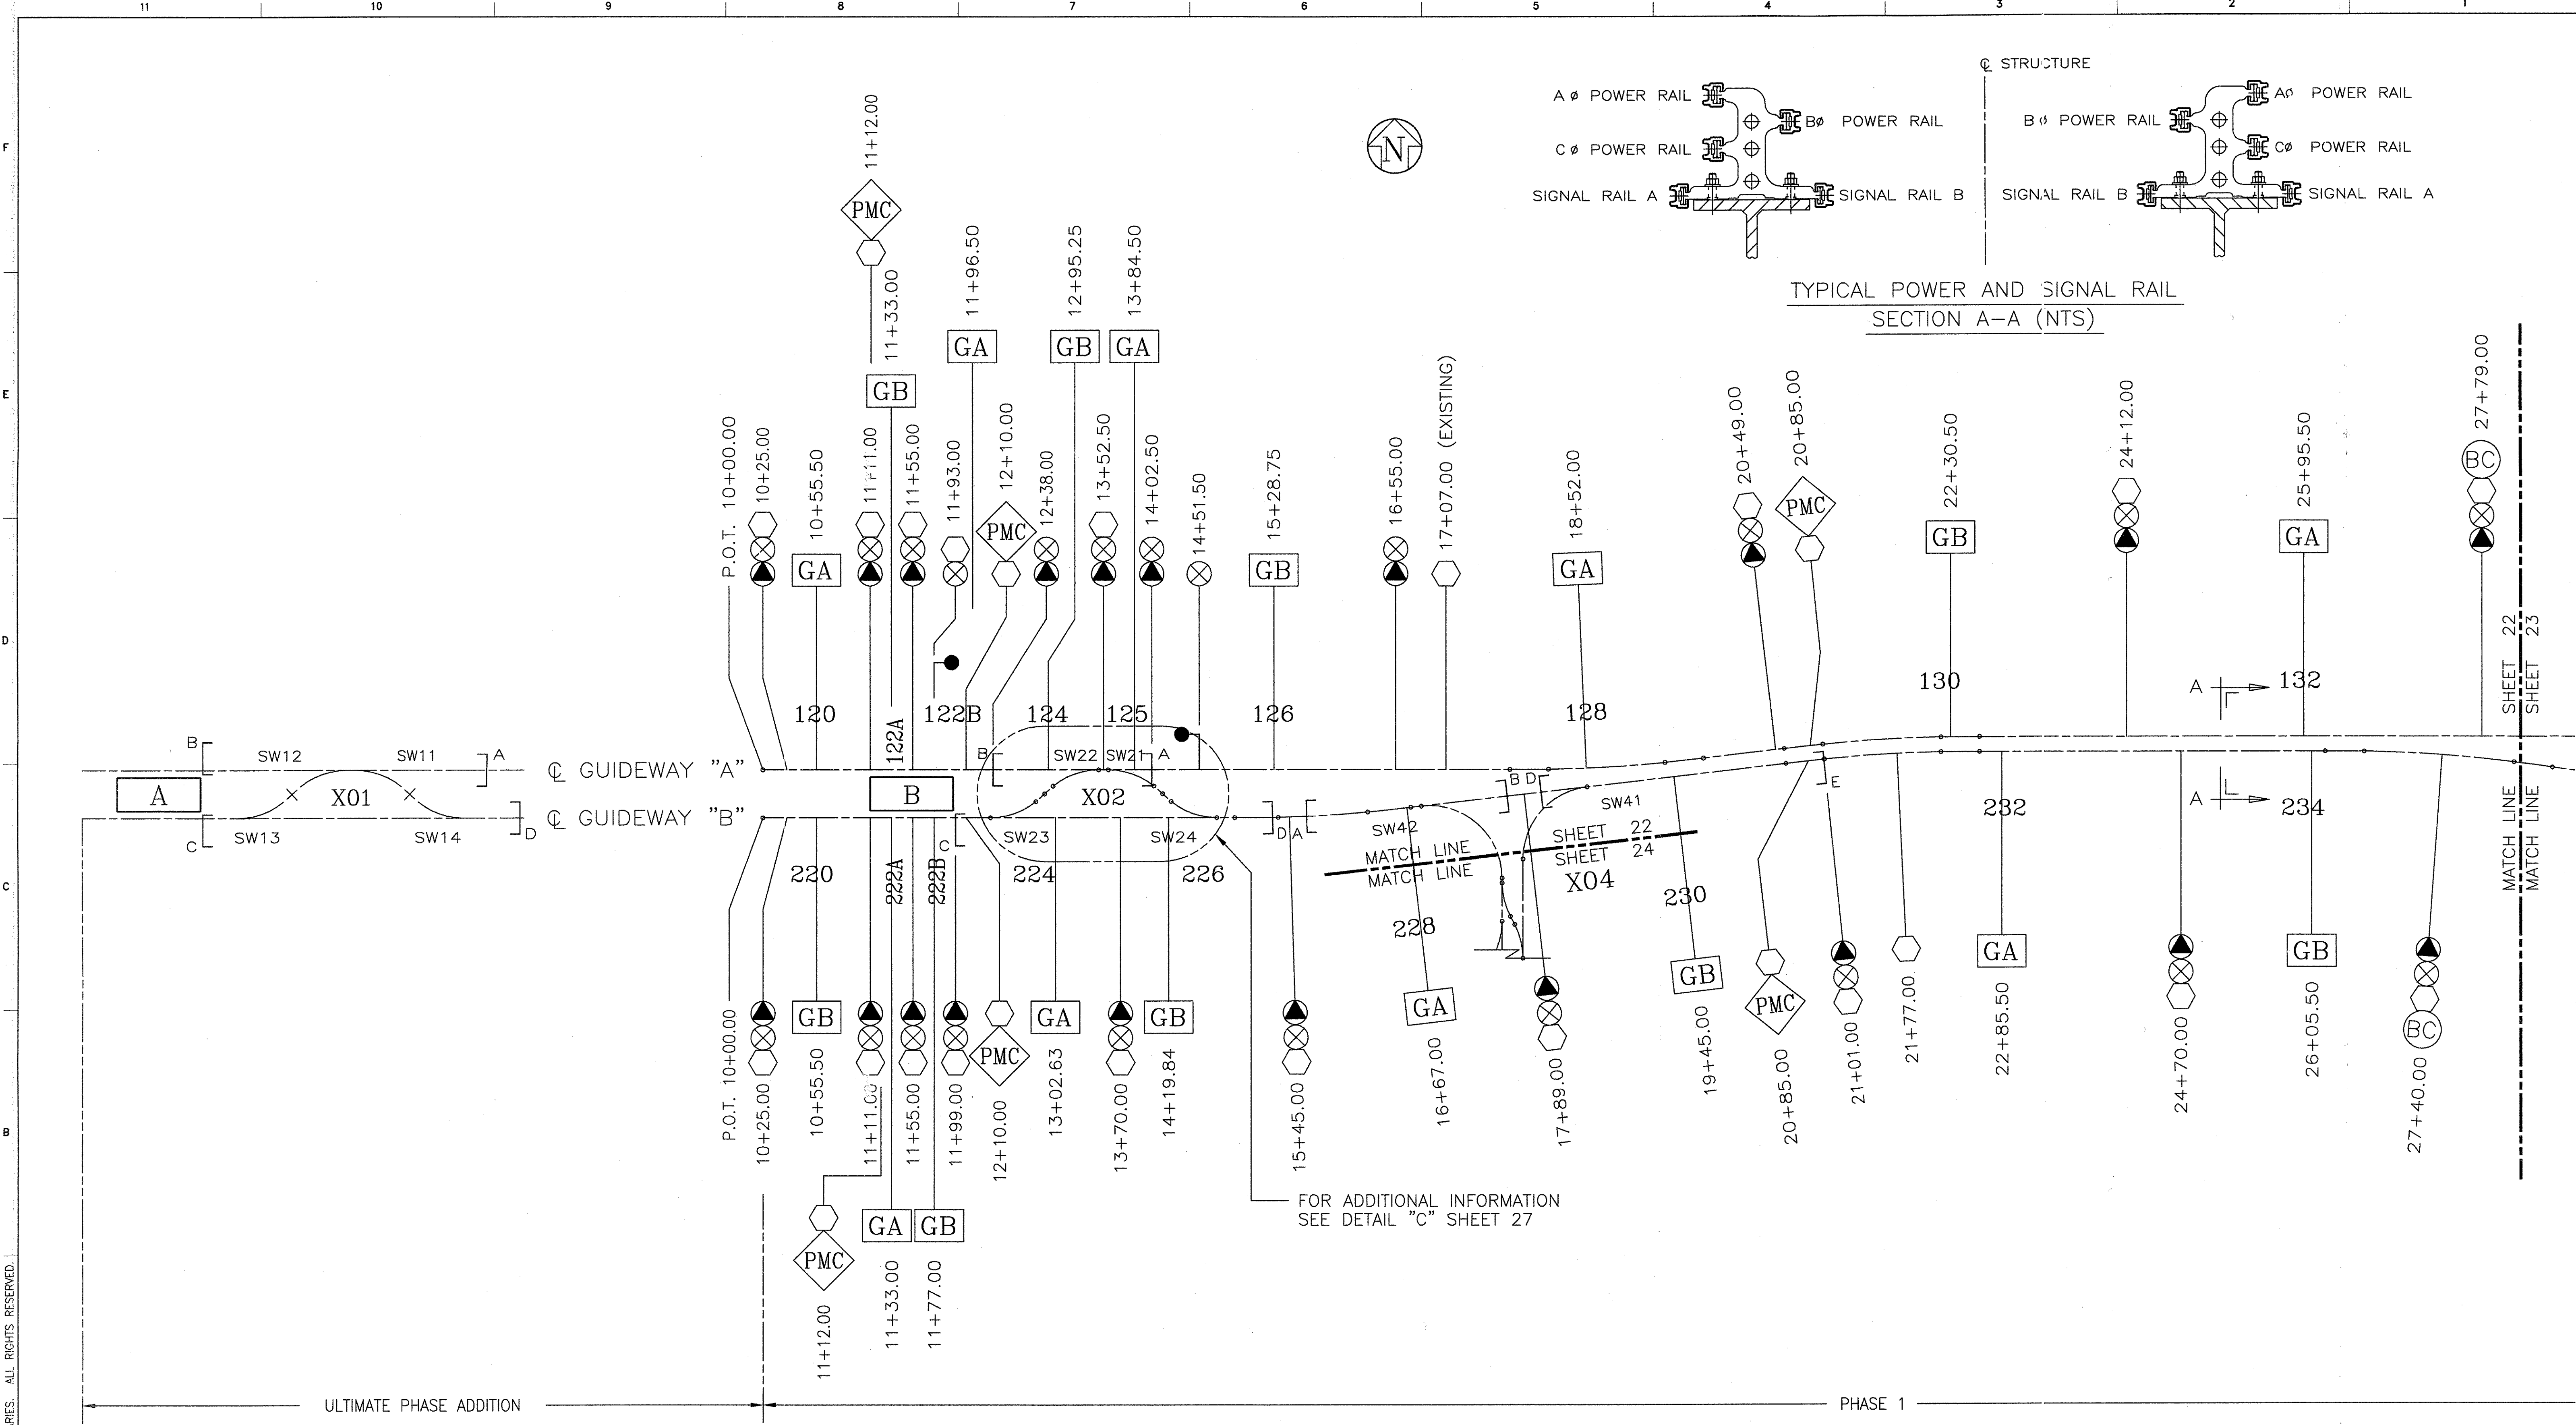 11 10 9 8 7 6 5 4 3 2 1
F
E
D
C
B
℄ STRUCTURE
A ø POWER RAIL
Bø POWER RAIL
C ø POWER RAIL
SIGNAL RAIL A
SIGNAL RAIL B
Aø POWER RAIL
B ø POWER RAIL
Cø POWER RAIL
SIGNAL RAIL B
SIGNAL RAIL A
TYPICAL POWER AND SIGNAL RAIL
SECTION A-A (NTS)
N
11+12.00
PMC
11+33.00
GB
11+96.50
GA
12+95.25
GB
13+84.50
GA
P.O.T. 10+00.00
10+25.00
10+55.50
GA
11+11.00
11+55.00
11+93.00
12+10.00
PMC
12+38.00
13+52.50
14+02.50
14+51.50
15+28.75
GB
16+55.00
17+07.00 (EXISTING)
18+52.00
GA
20+49.00
20+85.00
PMC
22+30.50
GB
24+12.00
25+95.50
GA
27+79.00
BC
120
122A
122B
124
125
126
128
130
132
A
A
SHEET 22
SHEET 23
MATCH LINE
MATCH LINE
B
SW12
SW11
A
A
X01
C
SW13
SW14
D
℄ GUIDEWAY "A"
℄ GUIDEWAY "B"
B
B
SW22
SW21
A
X02
C
SW23
SW24
D
A
B
D
SW42
SW41
E
MATCH LINE
SHEET 22
MATCH LINE
SHEET 24
X04
220
222A
222B
224
226
228
230
232
234
P.O.T. 10+00.00
10+25.00
GB
10+55.50
11+11.00
11+55.00
11+99.00
PMC
12+10.00
GA
13+02.63
13+70.00
GB
14+19.84
15+45.00
GA
16+67.00
17+89.00
GB
19+45.00
PMC
20+85.00
21+01.00
21+77.00
GA
22+85.50
24+70.00
GB
26+05.50
BC
27+40.00
PMC
11+12.00
GA
11+33.00
GB
11+77.00
FOR ADDITIONAL INFORMATION
SEE DETAIL "C" SHEET 27
ULTIMATE PHASE ADDITION
PHASE 1
ALL RIGHTS RESERVED.